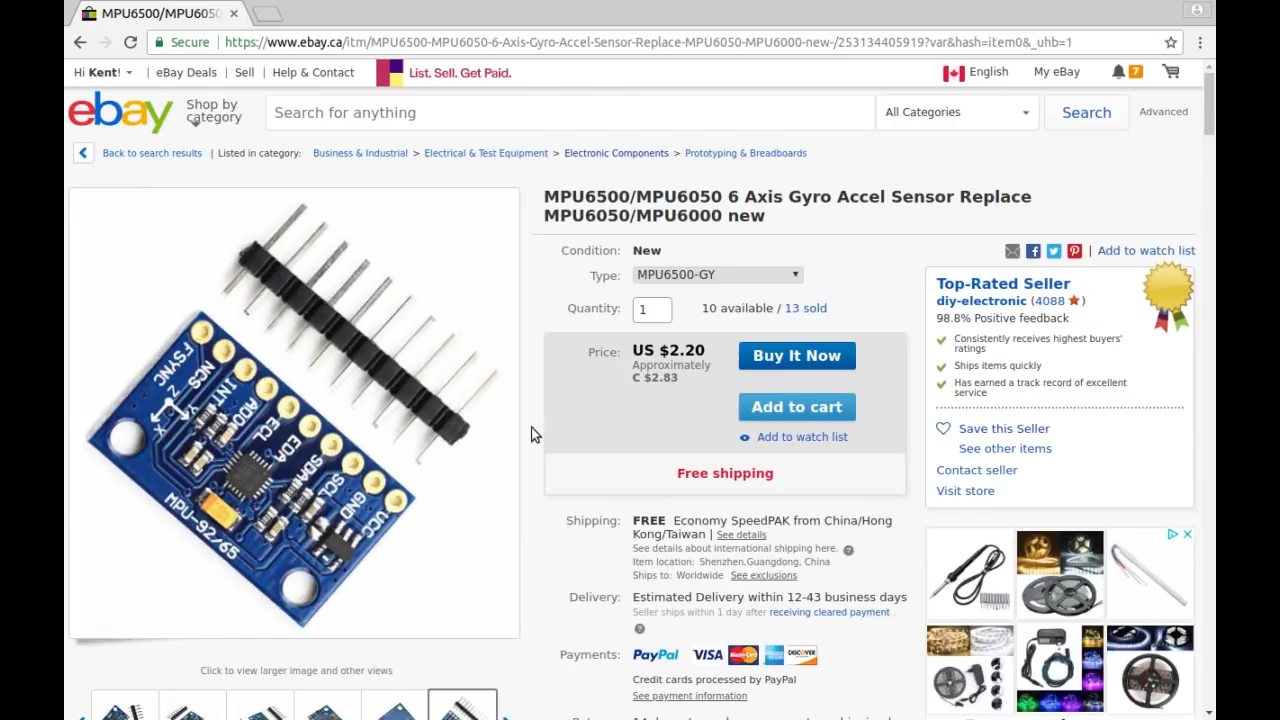 MPU6500/MPU6050
Secure https://www.ebay.ca/itm/MPU6500-MPU6050-6-Axis-Gyro-Accel-Sensor-Replace-MPU6050-MPU6000-new-/253134405919?var&hash=item0&_uhb=1
Hi Kent! | eBay Deals | Sell | Help & Contact List. Sell. Get Paid. English My eBay 7
ebay Shop by category Search for anything All Categories Search Advanced
Back to search results | Listed in category: Business & Industrial > Electrical & Test Equipment > Electronic Components > Prototyping & Breadboards
MPU6500/MPU6050 6 Axis Gyro Accel Sensor Replace
MPU6050/MPU6000 new
Condition: New
| Add to watch list
Type: MPU6500-GY
Quantity: 1 10 available / 13 sold
Price: US $2.20
Approximately
C $2.83
Buy It Now
Add to cart
Add to watch list
Free shipping
Shipping: FREE Economy SpeedPAK from China/Hong
Kong/Taiwan | See details
See details about international shipping here.
Item location: Shenzhen,Guangdong, China
Ships to: Worldwide See exclusions
Delivery: Estimated Delivery within 12-43 business days
Seller ships within 1 day after receiving cleared payment .
Payments: PayPal VISA MasterCard DISCOVER
Credit cards processed by PayPal
See payment information
Top-Rated Seller
diy-electronic (4088 )
98.8% Positive feedback
Consistently receives highest buyers'
ratings
Ships items quickly
Has earned a track record of excellent
service
Save this Seller
See other items
Contact seller
Visit store
FSYNC
NCS
INT
ADO
ECL
EDA
SDA
SCL
GND
VCC
Z
Y
X
MPU-92/65
Click to view larger image and other views